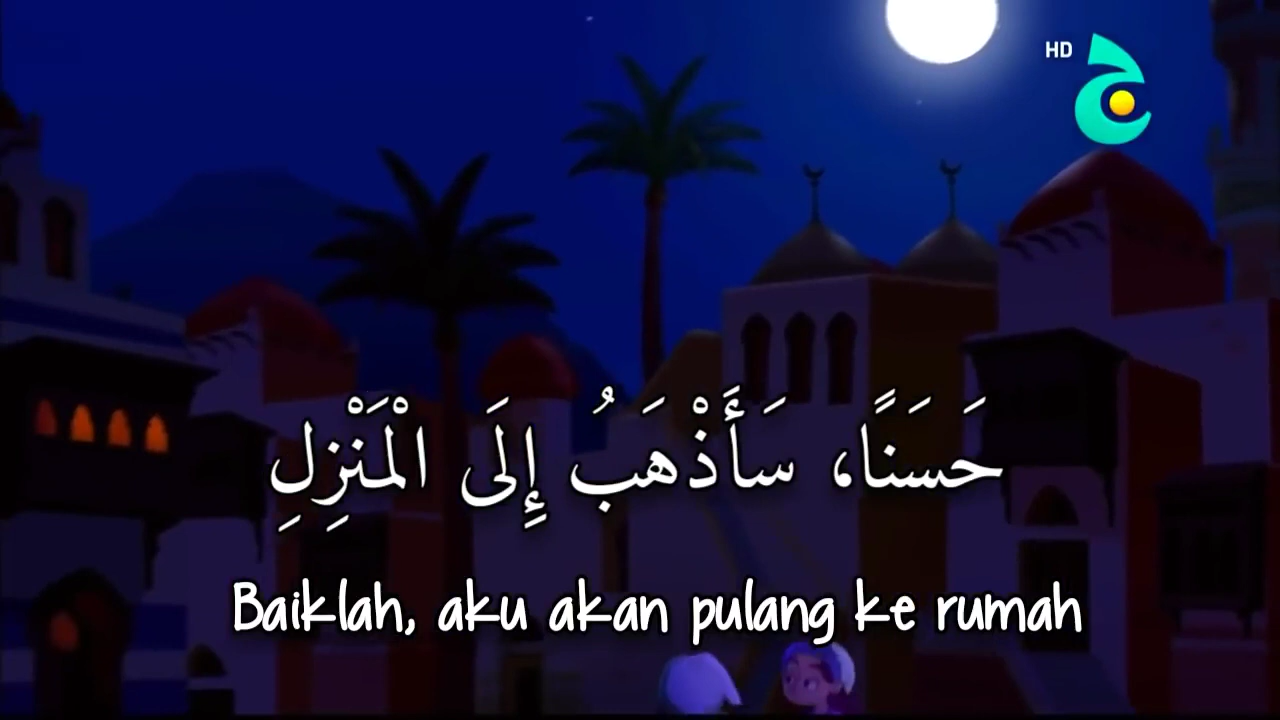 HD
حَسَنًا، سَأَذْهَبُ إِلَى الْمَنْزِلِ
Baiklah, aku akan pulang ke rumah